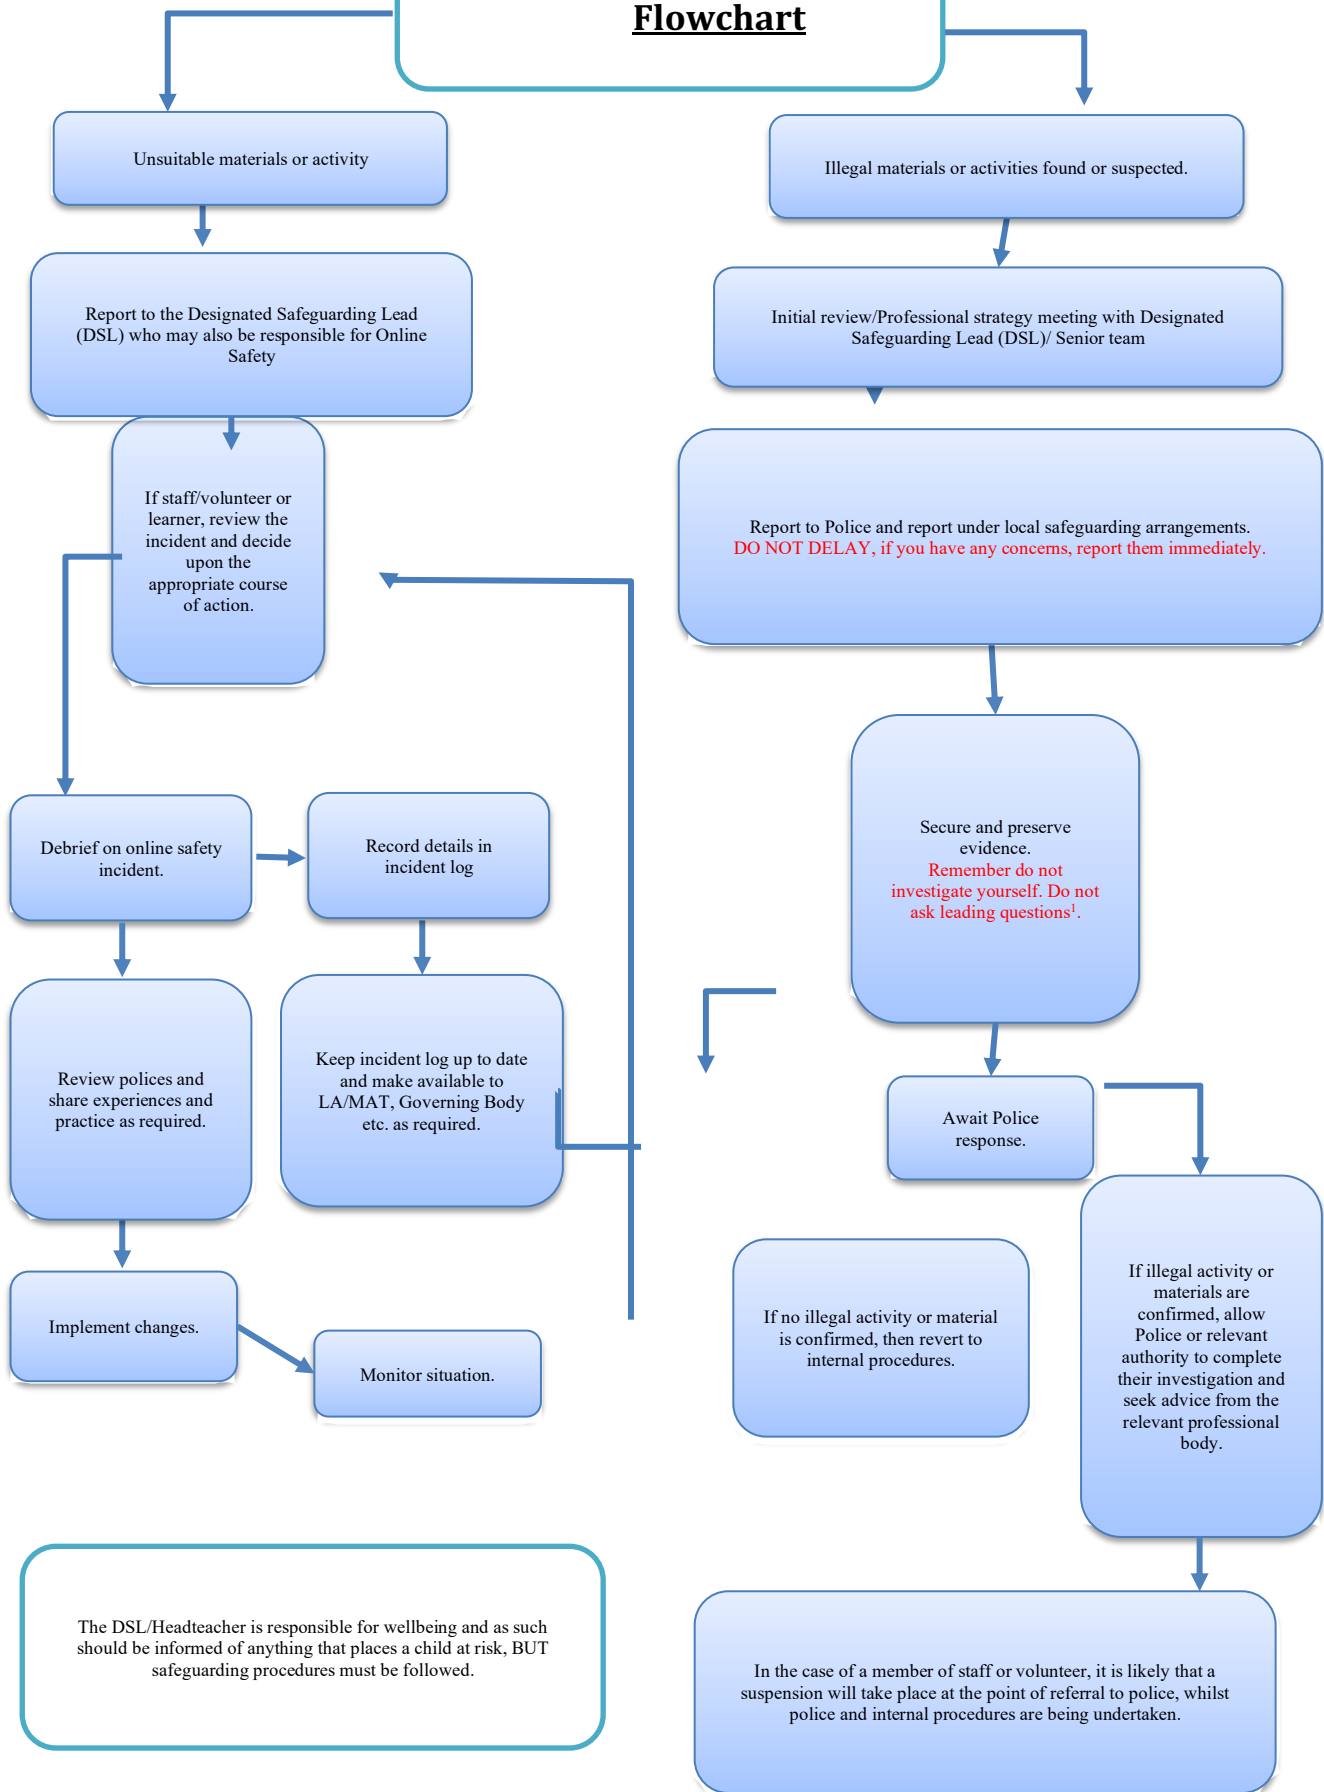 Flowchart
Unsuitable materials or activity
Illegal materials or activities found or suspected.
Report to the Designated Safeguarding Lead
(DSL) who may also be responsible for Online
Safety
Initial review/Professional strategy meeting with Designated
Safeguarding Lead (DSL)/ Senior team
If staff/volunteer or
learner, review the
incident and decide
upon the
appropriate course
of action.
Report to Police and report under local safeguarding arrangements.
DO NOT DELAY, if you have any concerns, report them immediately.
Secure and preserve
evidence.
Remember do not
investigate yourself. Do not
ask leading questions¹.
Debrief on online safety
incident.
Record details in
incident log
Review polices and
share experiences and
practice as required.
Keep incident log up to date
and make available to
LA/MAT, Governing Body
etc. as required.
Await Police
response.
Implement changes.
Monitor situation.
If no illegal activity or material
is confirmed, then revert to
internal procedures.
If illegal activity or
materials are
confirmed, allow
Police or relevant
authority to complete
their investigation and
seek advice from the
relevant professional
body.
The DSL/Headteacher is responsible for wellbeing and as such
should be informed of anything that places a child at risk, BUT
safeguarding procedures must be followed.
In the case of a member of staff or volunteer, it is likely that a
suspension will take place at the point of referral to police, whilst
police and internal procedures are being undertaken.